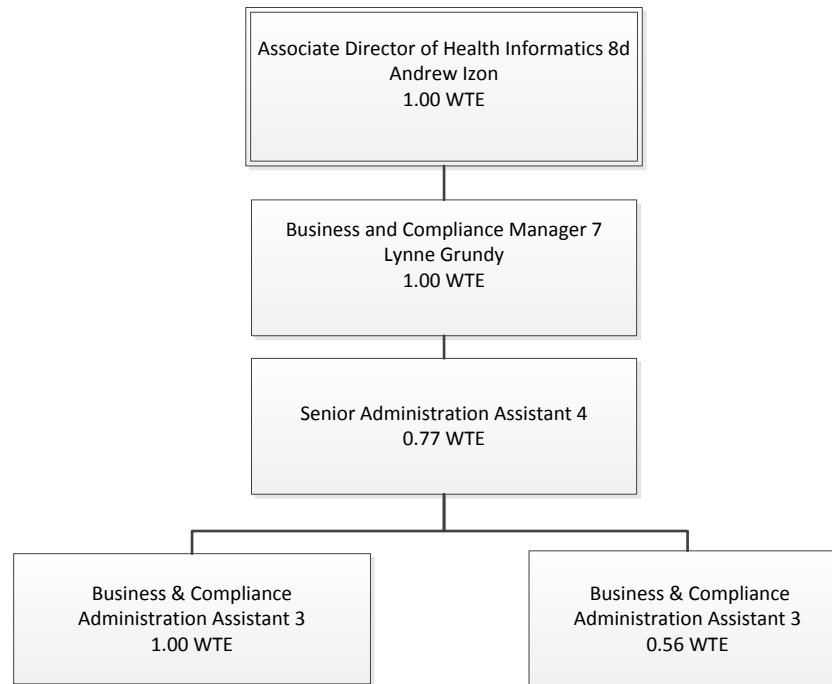 Associate Director of Health Informatics 8d
Andrew Izon
1.00 WTE
Business and Compliance Manager 7
Lynne Grundy
1.00 WTE
Senior Administration Assistant 4
0.77 WTE
Business & Compliance
Administration Assistant 3
1.00 WTE
Business & Compliance
Administration Assistant 3
0.56 WTE